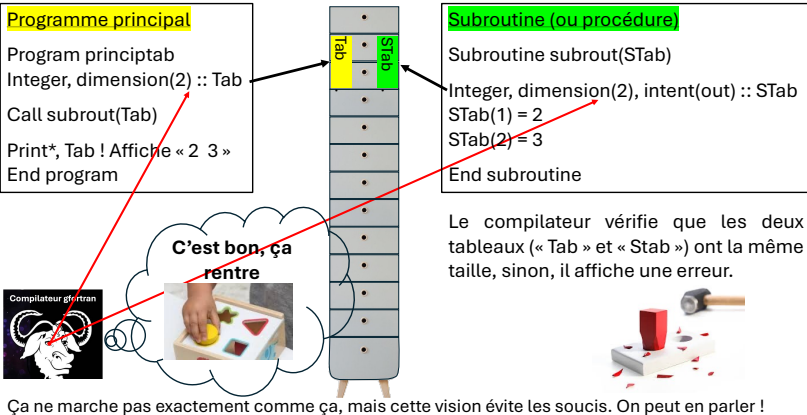 Programme principal
Program principtab
Integer, dimension(2) :: Tab
Call subrout(Tab)
Print*, Tab ! Affiche « 2  3 »
End program
Tab
STab
Subroutine (ou procédure)
Subroutine subrout(STab)
Integer, dimension(2), intent(out) :: STab
STab(1) = 2
STab(2) = 3
End subroutine
Le compilateur vérifie que les deux
tableaux (« Tab » et « Stab ») ont la même
taille, sinon, il affiche une erreur.
C’est bon, ça
rentre
Compilateur gfortran
Ça ne marche pas exactement comme ça, mais cette vision évite les soucis. On peut en parler !